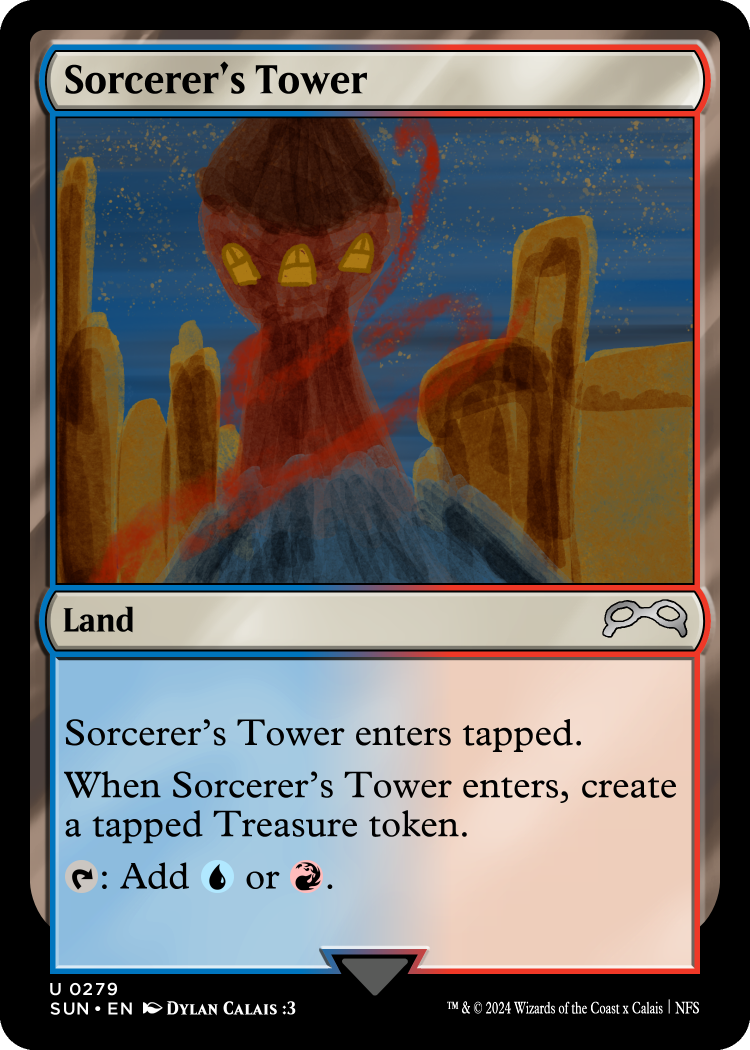 Sorcerer's Tower
Land
Sorcerer's Tower enters tapped.
When Sorcerer's Tower enters, create
a tapped Treasure token.
: Add or .
U 0279
SUN • EN Dylan Calais :3
™ & © 2024 Wizards of the Coast x Calais | NFS